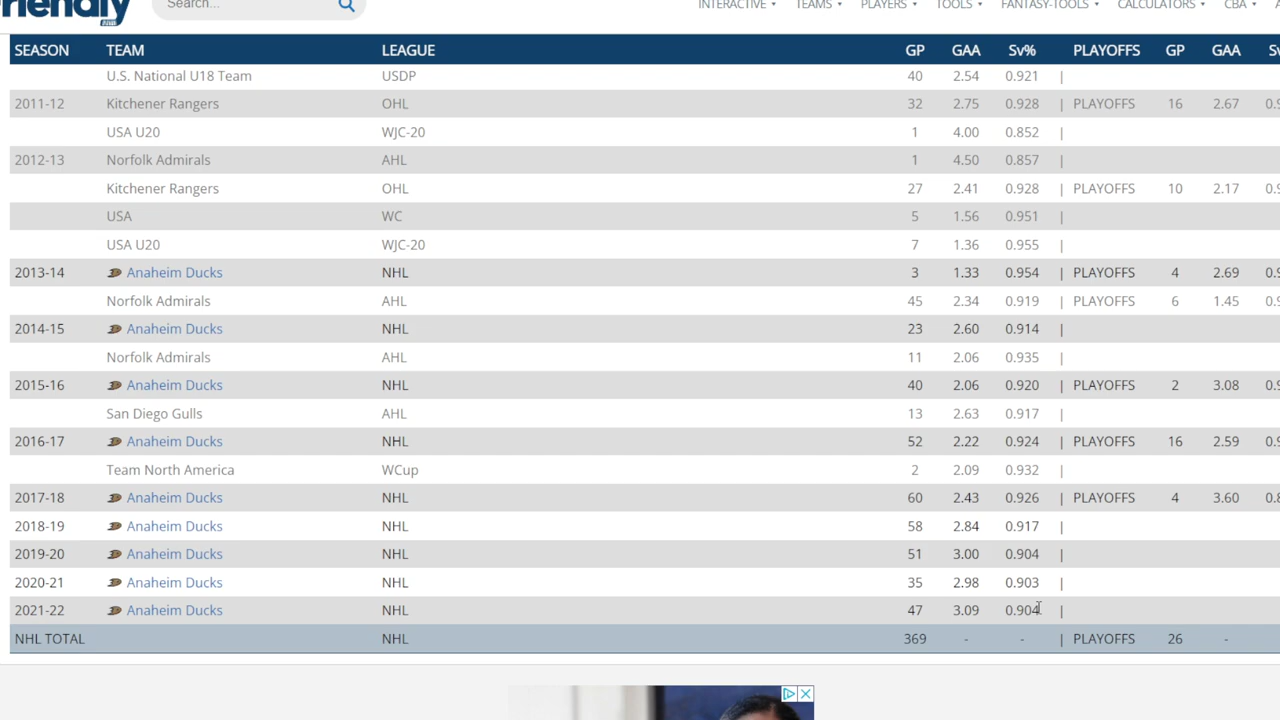 Search...
INTERACTIVE TEAMS PLAYERS TOOLS FANTASY-TOOLS CALCULATORS CBA
SEASON TEAM LEAGUE GP GAA Sv% PLAYOFFS GP GAA
U.S. National U18 Team USDP 40 2.54 0.921 |
2011-12 Kitchener Rangers OHL 32 2.75 0.928 | PLAYOFFS 16 2.67
USA U20 WJC-20 1 4.00 0.852 |
2012-13 Norfolk Admirals AHL 1 4.50 0.857 |
Kitchener Rangers OHL 27 2.41 0.928 | PLAYOFFS 10 2.17
USA WC 5 1.56 0.951 |
USA U20 WJC-20 7 1.36 0.955 |
2013-14 Anaheim Ducks NHL 3 1.33 0.954 | PLAYOFFS 4 2.69
Norfolk Admirals AHL 45 2.34 0.919 | PLAYOFFS 6 1.45
2014-15 Anaheim Ducks NHL 23 2.60 0.914 |
Norfolk Admirals AHL 11 2.06 0.935 |
2015-16 Anaheim Ducks NHL 40 2.06 0.920 | PLAYOFFS 2 3.08
San Diego Gulls AHL 13 2.63 0.917 |
2016-17 Anaheim Ducks NHL 52 2.22 0.924 | PLAYOFFS 16 2.59
Team North America WCup 2 2.09 0.932 |
2017-18 Anaheim Ducks NHL 60 2.43 0.926 | PLAYOFFS 4 3.60
2018-19 Anaheim Ducks NHL 58 2.84 0.917 |
2019-20 Anaheim Ducks NHL 51 3.00 0.904 |
2020-21 Anaheim Ducks NHL 35 2.98 0.903 |
2021-22 Anaheim Ducks NHL 47 3.09 0.904 |
NHL TOTAL NHL 369 - - | PLAYOFFS 26 -